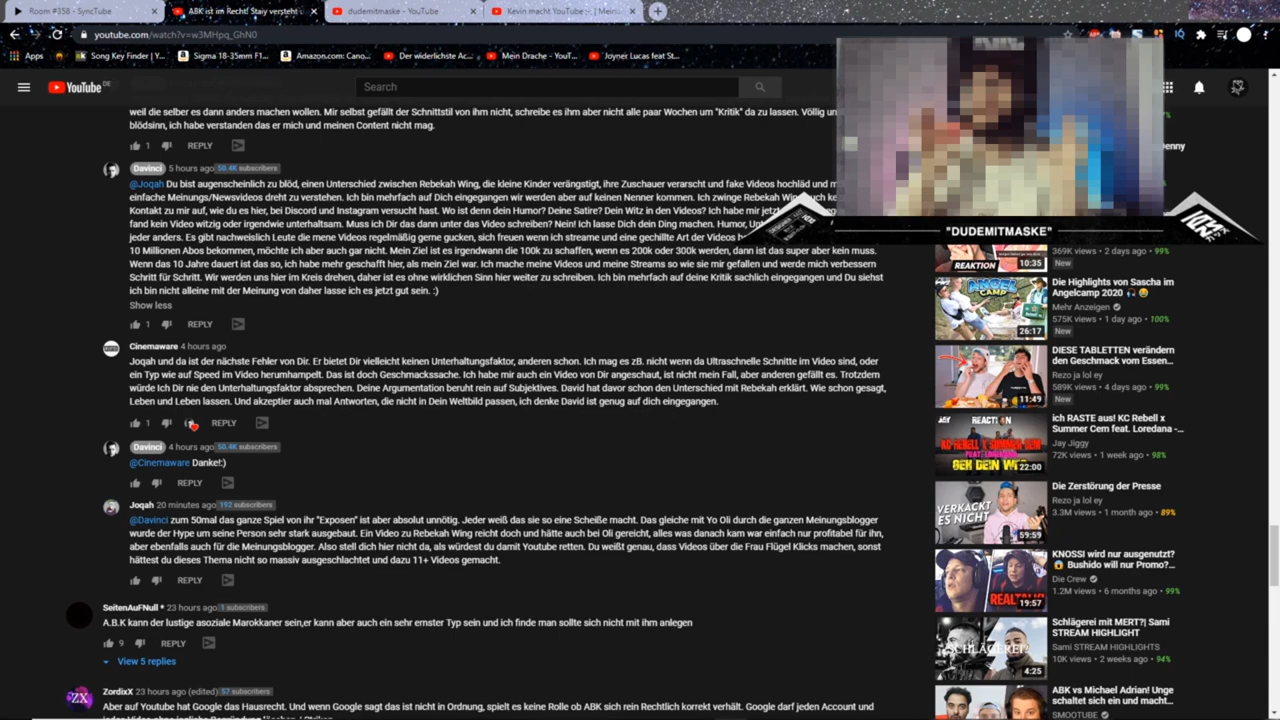 Room #358 - SyncTube
ABK ist im Recht! Staiy versteht
dudemitmaske - YouTube
Kevin macht YouTube
youtube.com/watch?v=w3MHpq_GhN0
Apps
Song Key Finder | Y...
Sigma 18-35mm F1...
Amazon.com: Cano...
Der widerlichste Ac...
Mein Drache - YouT...
Joyner Lucas feat St...
YouTube DE
Search
weil die selber es dann anders machen wollen. Mir selbst gefällt der Schnittstil von ihm nicht, schreibe es ihm aber nicht alle paar Wochen um "Kritik" da zu lassen. Völlig un
blödsinn, ich habe verstanden das er mich und meinen Content nicht mag.
1 REPLY
Davinci 5 hours ago 50.4K subscribers
@Joqah Du bist augenscheinlich zu blöd, einen Unterschied zwischen Rebekah Wing, die kleine Kinder verängstigt, ihre Zuschauer verarscht und fake Videos hochläd und m
einfache Meinungs/Newsvideos dreht zu verstehen. Ich bin mehrfach auf Dich eingegangen wir werden aber auf keinen Nenner kommen. Ich zwinge Rebekah Wing auch ke
Kontakt zu mir auf, wie du es hier, bei Discord und Instagram versucht hast. Wo ist denn dein Humor? Deine Satire? Dein Witz in den Videos? Ich habe mir jetzt
fand kein Video witzig oder irgendwie unterhaltsam. Muss ich Dir das dann unter das Video schreiben? Nein! Ich lasse Dich dein Ding machen. Humor, Un
jeder anders. Es gibt nachweislich Leute die mene Videos regelmäßig gerne gucken, sich freuen wenn ich streame und eine gechillte Art der Videos h
10 Millionen Abos bekommen, möchte ich aber auch gar nicht. Mein Ziel ist es irgendwann die 100k zu schaffen, wenn es 200k oder 300k werden, dann ist das super aber kein muss.
Wenn das 10 Jahre dauert ist das so, ich habe mehr geschafft hier, als mein Ziel war. Ich mache meine Videos und meine Streams so wie sie mir gefallen und werde mich verbessern
Schritt für Schritt. Wir werden uns aber nur im Kreis drehen, daher ist es keinen wirklichen Sinn hier weiter zu schreiben. Ich bin mehrfach auf deine Kritik sachlich eingegangen und Du siehst
ich bin nicht alleine mit der Meinung, daher lasse ich es jetzt gut sein. :)
Show less
1 REPLY
Cinemaware 4 hours ago
Joqah und da ist der nächste Fehler von Dir. Er bietet Dir vielleicht keinen Unterhaltungsfaktor, anderen schon. Ich mag es zB. nicht wenn da Ultraschnelle Schnitte im Video sind, oder
ein Typ wie auf Speed im Video herumhampelt. Das ist doch Geschmackssache. Ich habe mir auch ein Video von Dir angeschaut, ist nicht mein Fall, aber anderen gefällt es. Trotzdem
würde ich Dir nie den Unterhaltungsfaktor absprechen. Deine Argumentation beruht rein auf Subjektives. David hat davor schon den Unterschied mit Rebekah erklärt. Wie schon gesagt,
Leben und Leben lassen. Und akzeptier auch mal Antworten, die nicht in Dein Weltbild passen, ich denke David ist genug auf dich eingegangen.
1 REPLY
Davinci 4 hours ago 50.4K subscribers
@Cinemaware Danke!:)
REPLY
Joqah 20 minutes ago 192 subscribers
@Davinci zum 50mal das ganze Spiel von ihr "Exposen" ist aber absolut unnötig. Jeder weiß das sie so eine Scheiße macht. Das gleiche mit Yo Oli durch die ganzen Meinungsblogger
wurde der Hype um seine Person sehr stark ausgebaut. Ein Video zu Rebekah reicht doch und hätte auch bei Oli gereicht, alles was danach kam war einfach nur profitabel für ihn,
aber ebenfalls auch für die Meinungsblogger. Also stell dich hier nicht da, als würdest du damit Youtube retten. Du weißt genau, dass Videos über die Frau Flügel Klicks machen, sonst
hättest du dieses Thema nicht so massiv ausgeschlachtet und dazu 11+ Videos gemacht.
REPLY
SeitenAuFNull * 23 hours ago 1 subscribers
A.B.K kann der lustige asoziale Marokkaner sein,er kann aber auch ein sehr ernster Typ sein und ich finde man sollte sich nicht mit ihm anlegen
9 REPLY
View 5 replies
ZX
ZordixX 23 hours ago (edited) 57 subscribers
Aber auf Youtube hat Google das Hausrecht. Und wenn Google sagt das ist nicht in Ordnung, spielt es keine Rolle ob ABK sich rein Rechtlich korrekt verhält. Google darf jeden Account und
"DUDEMITMASKE"
369K views • 99%
New
REAKTION
10:35
Die Highlights von Sascha im
Angelcamp 2020
Mehr Anzeigen
575K views • 1 day ago • 100%
New
ANGEL
CAMP
26:17
DIESE TABLETTEN verändern
den Geschmack vom Essen...
Rezo ja lol ey
589K views • 4 days ago • 99%
New
11:49
ich RASTE aus! KC Rebell x
Summer Cem feat. Loredana -...
Jay Jiggy
72K views • 1 week ago • 98%
REACTION
KC REBELL X
SUMMER CEM
22:00
Die Zerstörung der Presse
Rezo ja lol ey
3.3M views • 1 month ago • 89%
VERKACKT
ES NICHT
59:59
KNOSSI wird nur ausgenutzt?
Bushido will nur Promo?...
Die Crew
1.2M views • 6 months ago • 99%
REALTALK!
19:57
Schlägerei mit MERT?| Sami
STREAM HIGHLIGHT
Sami STREAM HIGHLIGHTS
10K views • 2 weeks ago • 94%
SCHLÄGEREI?
4:25
ABK vs Michael Adrian! Unge
schaltet sich ein und macht...
SMOOTUBE